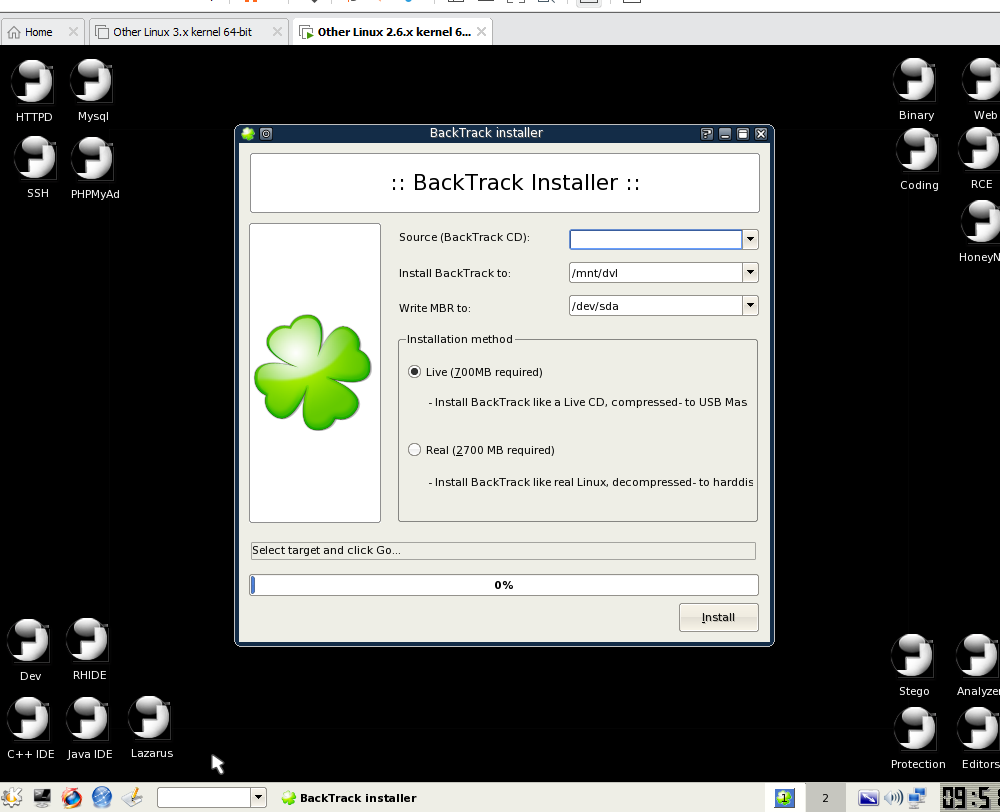 Home
Other Linux 3.x kernel 64-bit
Other Linux 2.6.x kernel 6...
HTTPD
Mysql
Binary
Web
SSH
PHPMyAd
Coding
RCE
HoneyN
BackTrack installer
:: BackTrack Installer ::
Source (BackTrack CD):
Install BackTrack to:
/mnt/dvl
Write MBR to:
/dev/sda
Installation method
Live (700MB required)
- Install BackTrack like a Live CD, compressed- to USB Mas
Real (2700 MB required)
- Install BackTrack like real Linux, decompressed- to harddis
Select target and click Go...
0%
Install
Dev
RHIDE
Stego
Analyzer
C++ IDE
Java IDE
Lazarus
Protection
Editors
BackTrack installer
1
2
09:5